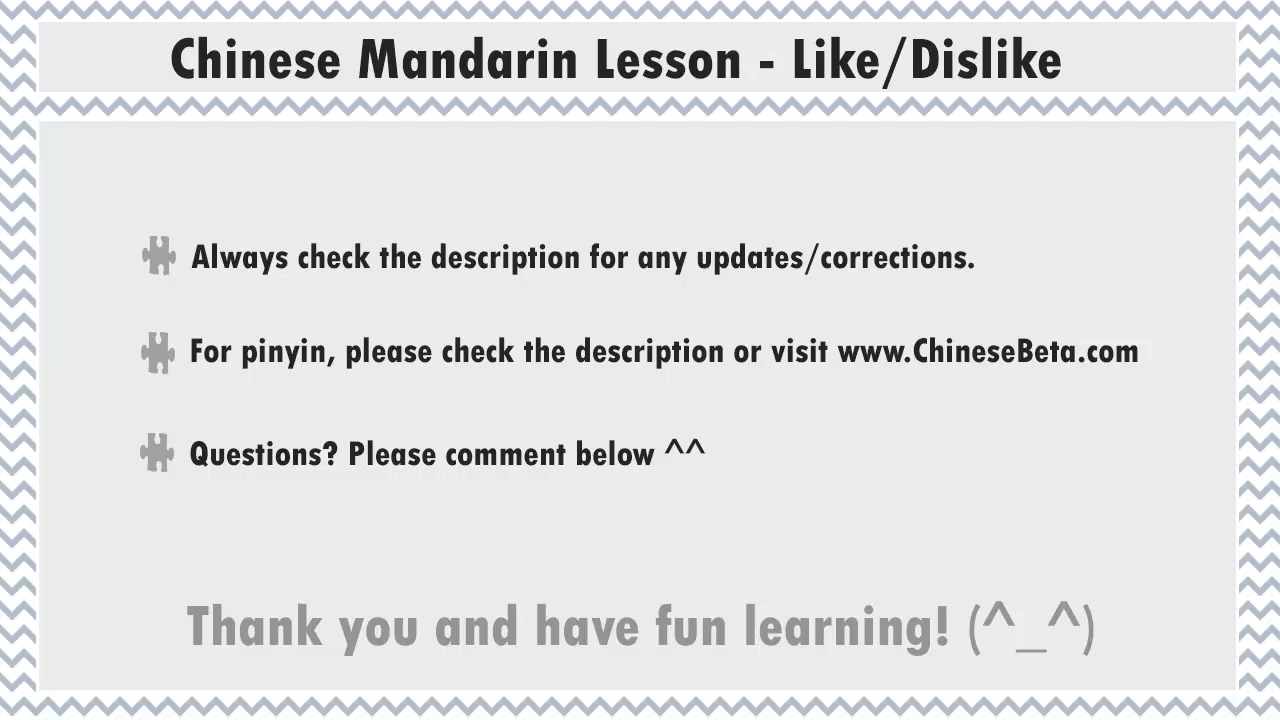 Chinese Mandarin Lesson - Like/Dislike
Always check the description for any updates/corrections.
For pinyin, please check the description or visit www.ChineseBeta.com
Questions? Please comment below ^^
Thank you and have fun learning! (^_^)